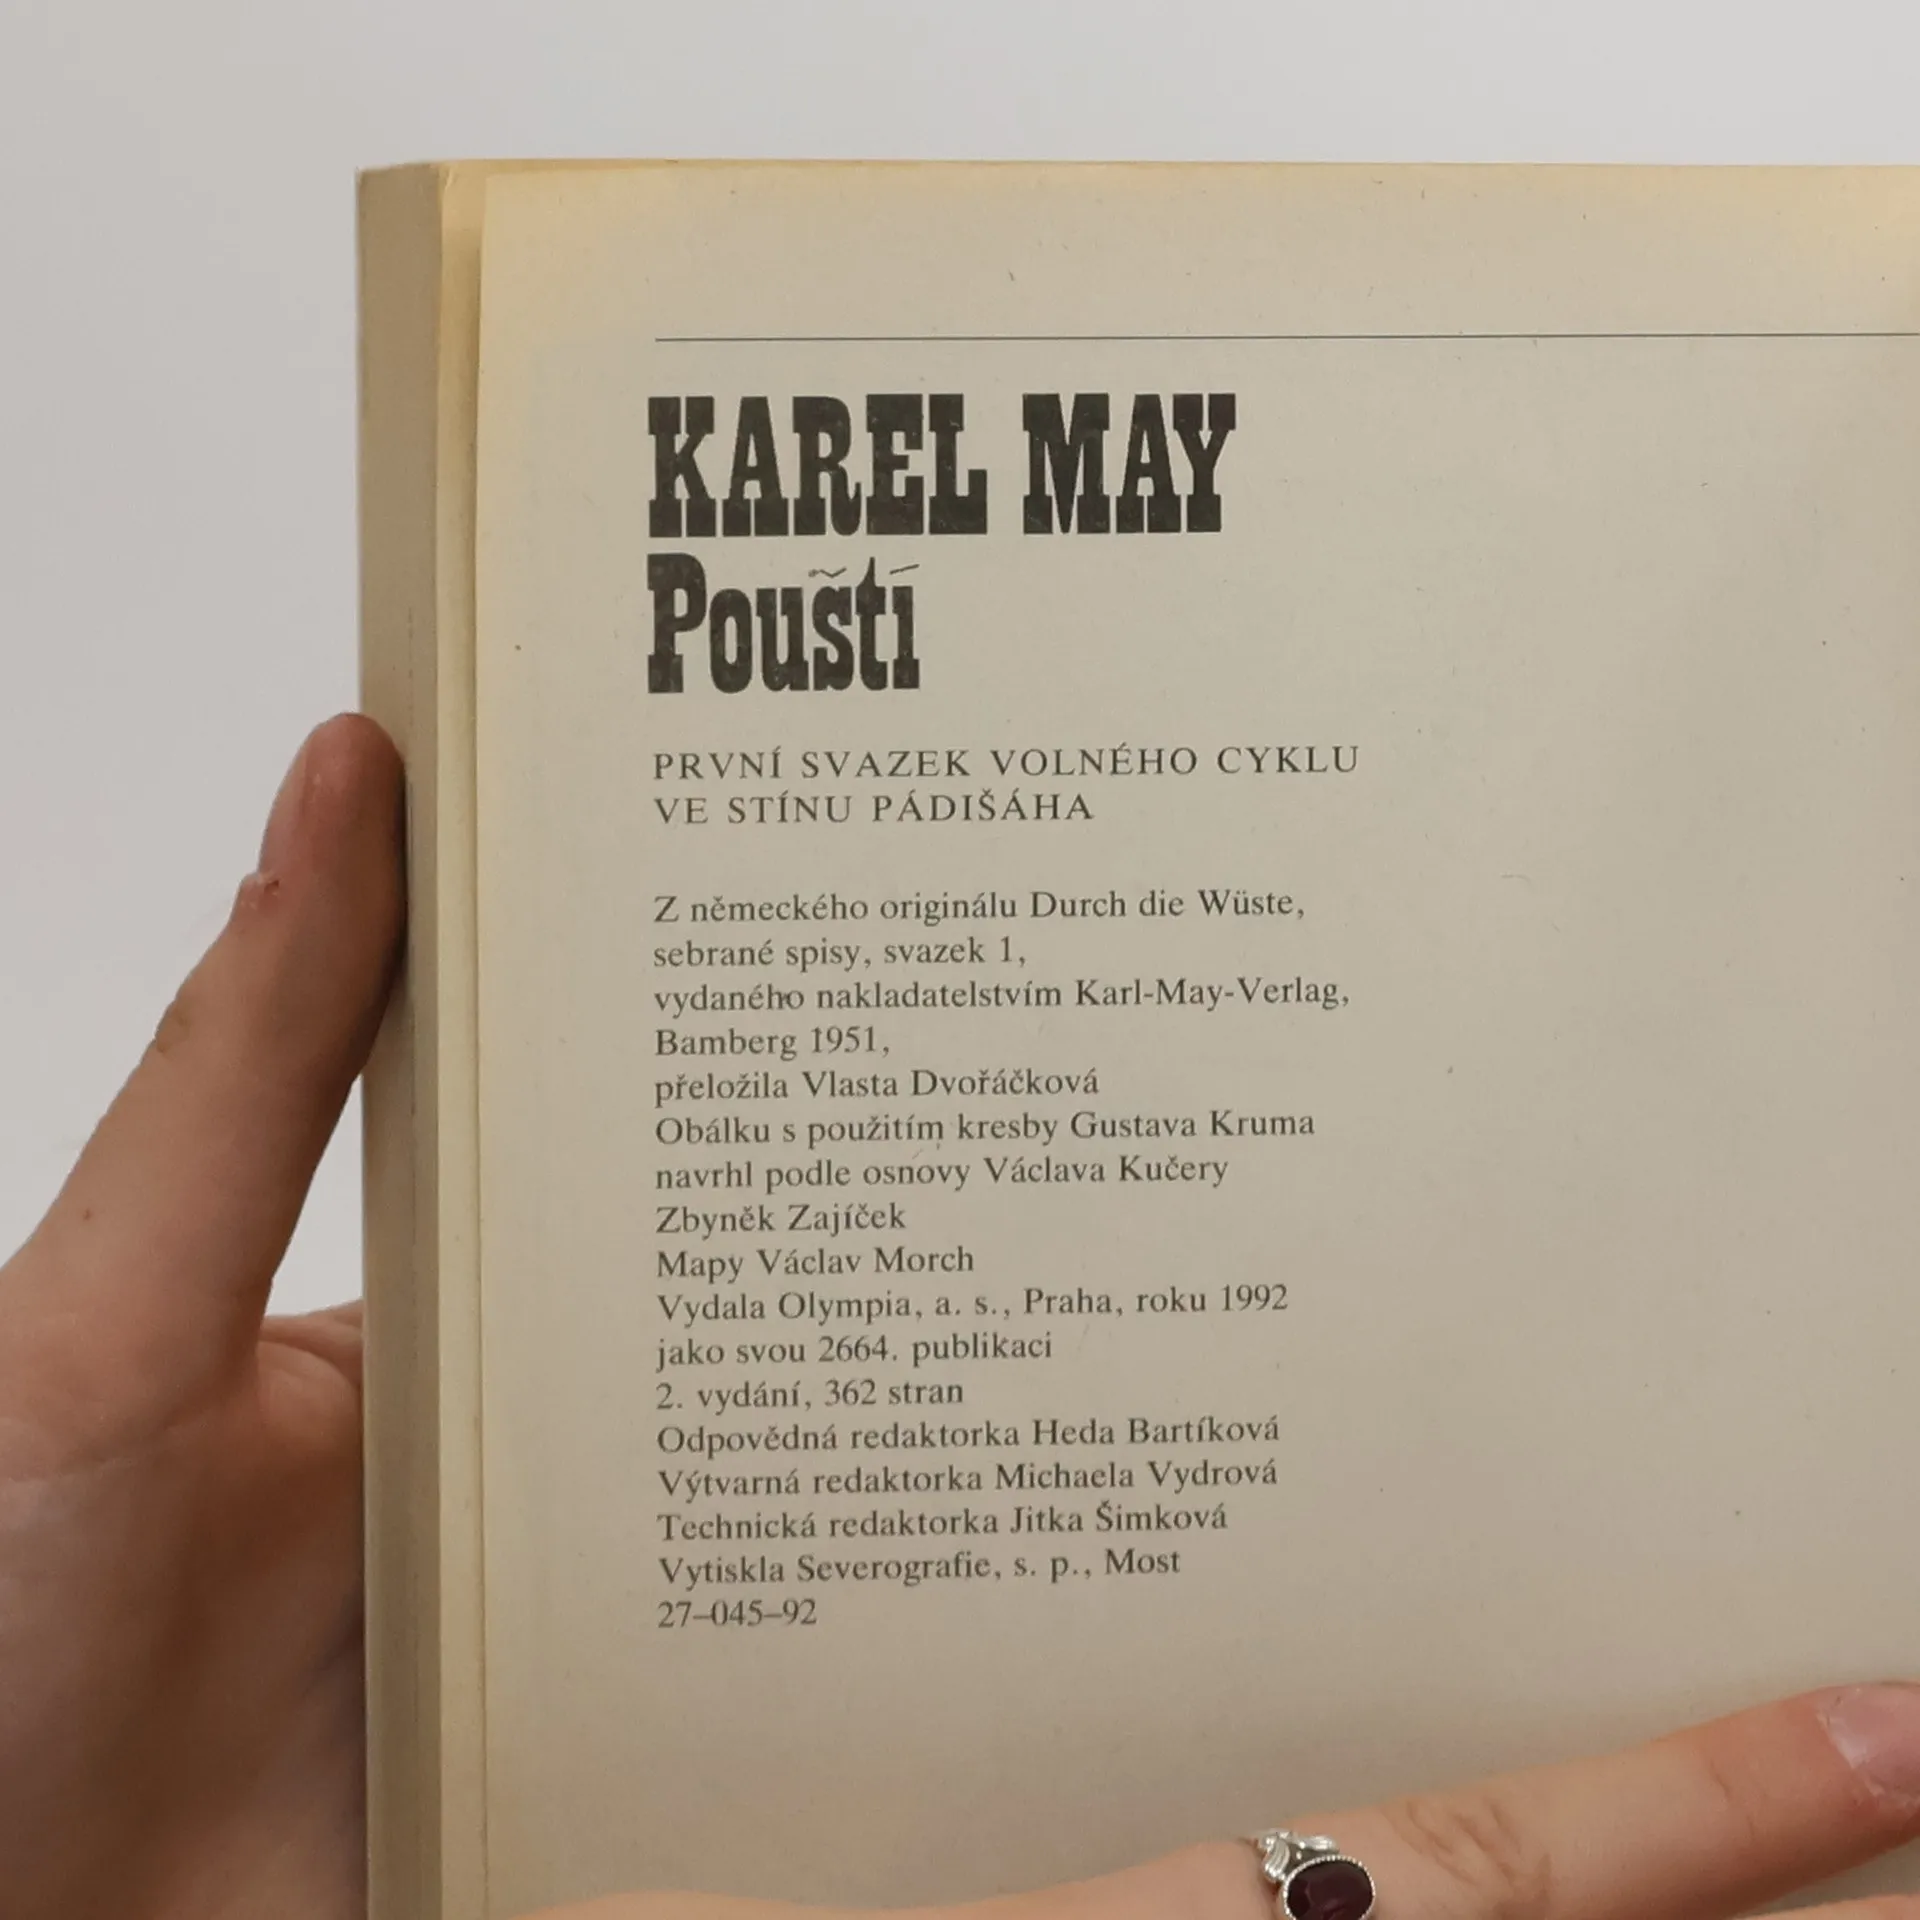 KAREL MAY
Pouští
PRVNÍ SVAZEK VOLNÉHO CYKLU
VE STÍNU PÁDIŠÁHA
Z německého originálu Durch die Wüste,
sebrané spisy, svazek 1,
vydaného nakladatelstvím Karl-May-Verlag,
Bamberg 1951,
přeložila Vlasta Dvořáčková
Obálku s použitím kresby Gustava Kruma
navrhl podle osnovy Václava Kučery
Zbyněk Zajíček
Mapy Václav Morch
Vydala Olympia, a. s., Praha, roku 1992
jako svou 2664. publikaci
2. vydání, 362 stran
Odpovědná redaktorka Heda Bartíková
Výtvarná redaktorka Michaela Vydrová
Technická redaktorka Jitka Šimková
Vytiskla Severografie, s. p., Most
27–045–92